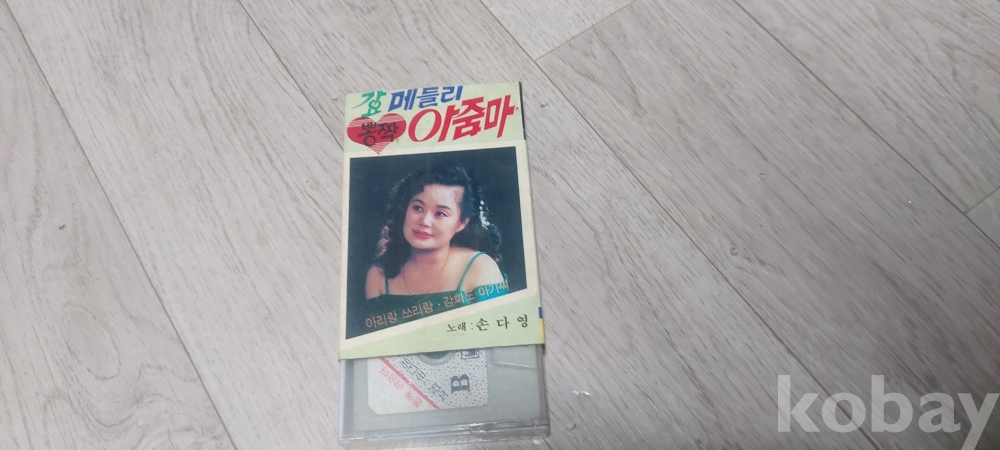 갑 메들리
뽕짝 아줌마
아리랑 쓰리랑 · 강화도 아가씨
노래 : 손 다 영
B
kobay